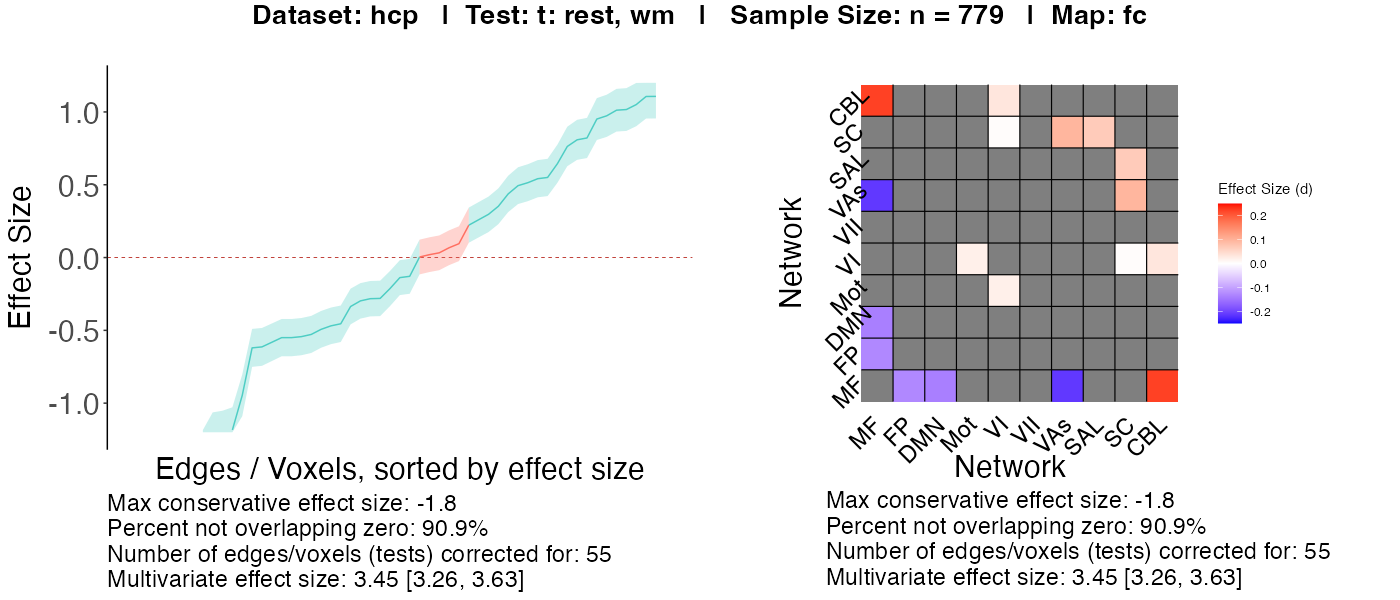 Dataset: hcp | Test: t: rest, wm | Sample Size: n = 779 | Map: fc
Effect Size
1.0
0.5
0.0
-0.5
-1.0
Edges / Voxels, sorted by effect size
Max conservative effect size: -1.8
Percent not overlapping zero: 90.9%
Number of edges/voxels (tests) corrected for: 55
Multivariate effect size: 3.45 [3.26, 3.63]
Network
CBL
SC
SAL
VAs
VII
VI
Mot
DMN
FP
MF
MF
FP
DMN
Mot
VI
VII
VAs
SAL
SC
CBL
Network
Effect Size (d)
0.2
0.1
0.0
-0.1
-0.2
Max conservative effect size: -1.8
Percent not overlapping zero: 90.9%
Number of edges/voxels (tests) corrected for: 55
Multivariate effect size: 3.45 [3.26, 3.63]